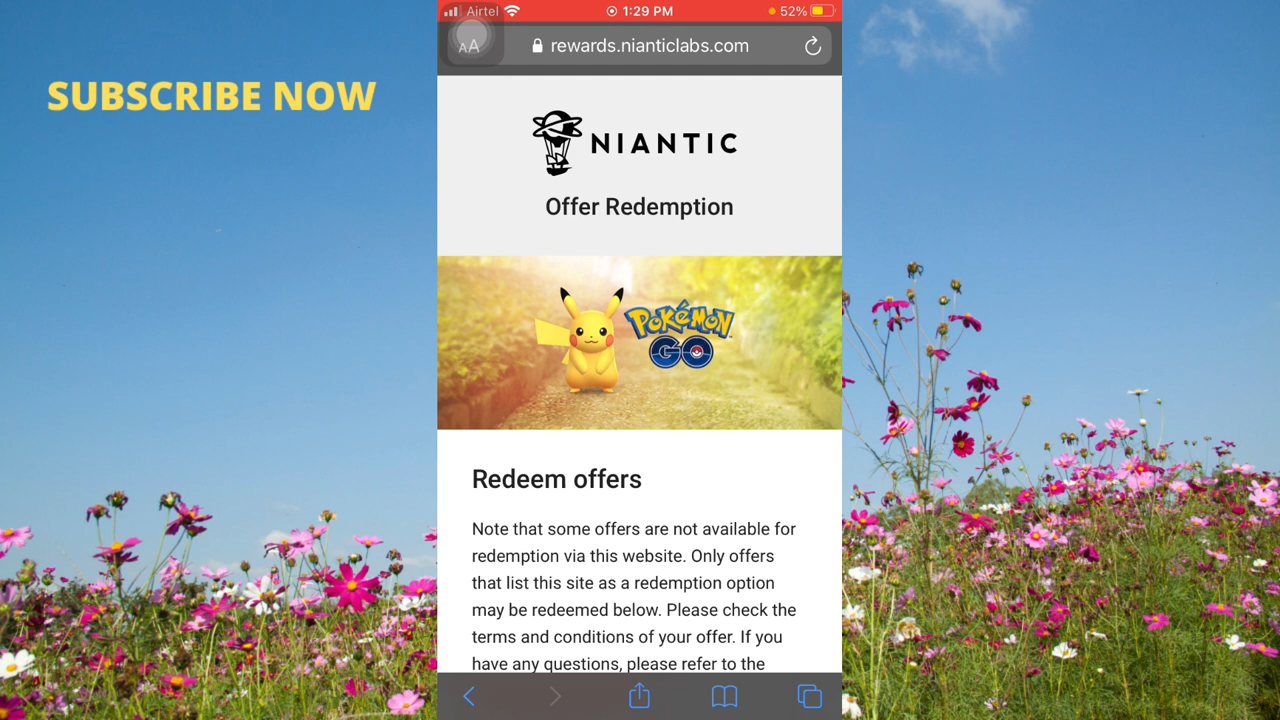 SUBSCRIBE NOW
Airtel
1:29 PM
52%
AA
rewards.nianticlabs.com
NIANTIC
Offer Redemption
POKéMON
GO
Redeem offers
Note that some offers are not available for
redemption via this website. Only offers
that list this site as a redemption option
may be redeemed below. Please check the
terms and conditions of your offer. If you
have any questions, please refer to the